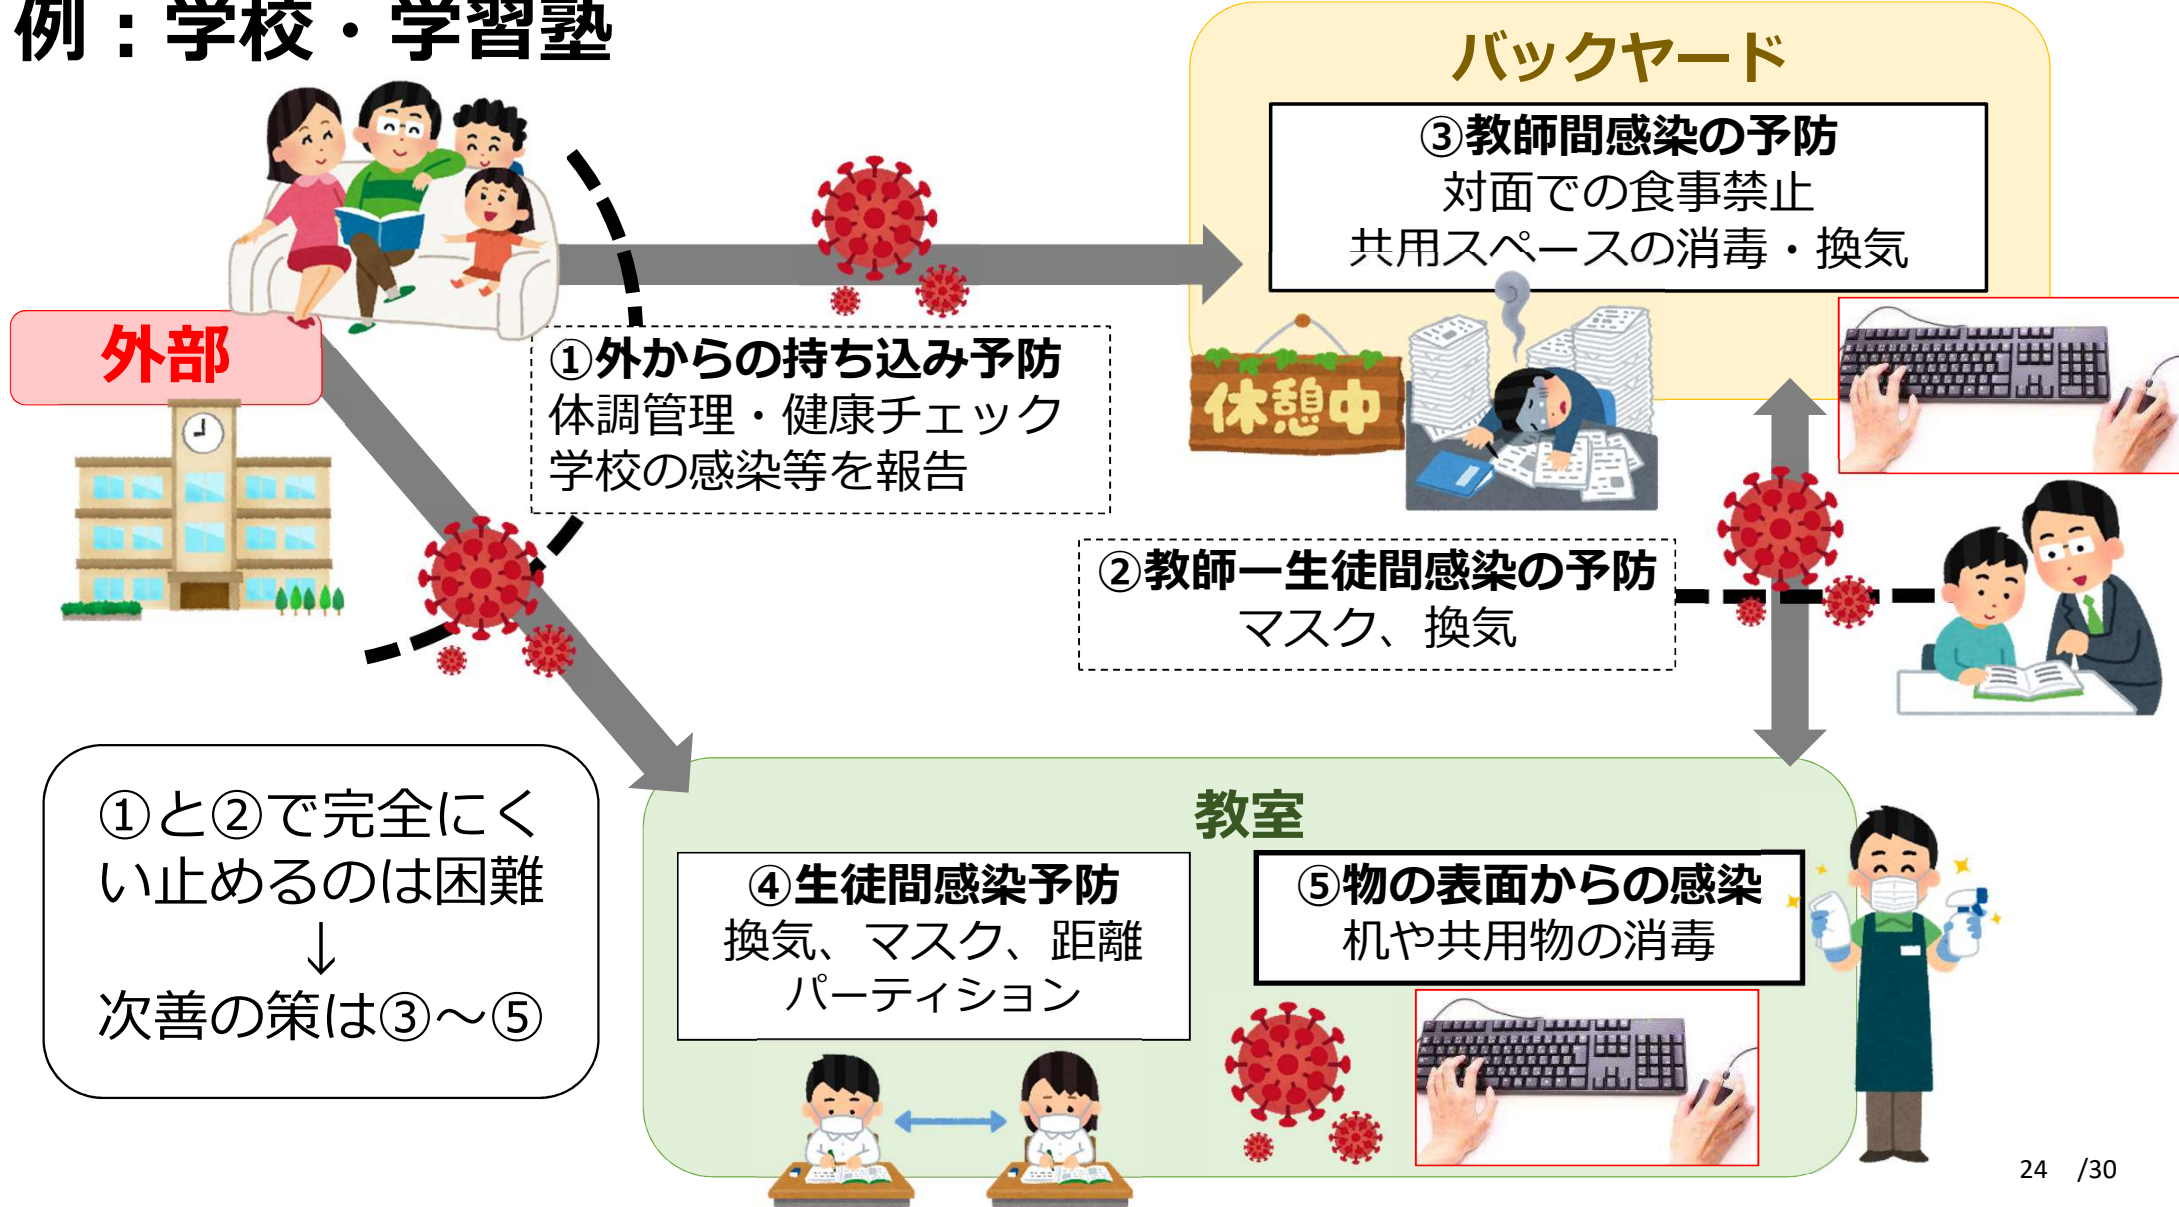 例：学校・学習塾
バックヤード
③教師間感染の予防
対面での食事禁止
共用スペースの消毒・換気
外部
①外からの持ち込み予防
体調管理・健康チェック
学校の感染等を報告
休憩中
②教師ー生徒間感染の予防
マスク、換気
①と②で完全にく
い止めるのは困難
↓
次善の策は③～⑤
教室
④生徒間感染予防
換気、マスク、距離
パーティション
⑤物の表面からの感染
机や共用物の消毒
24 /30